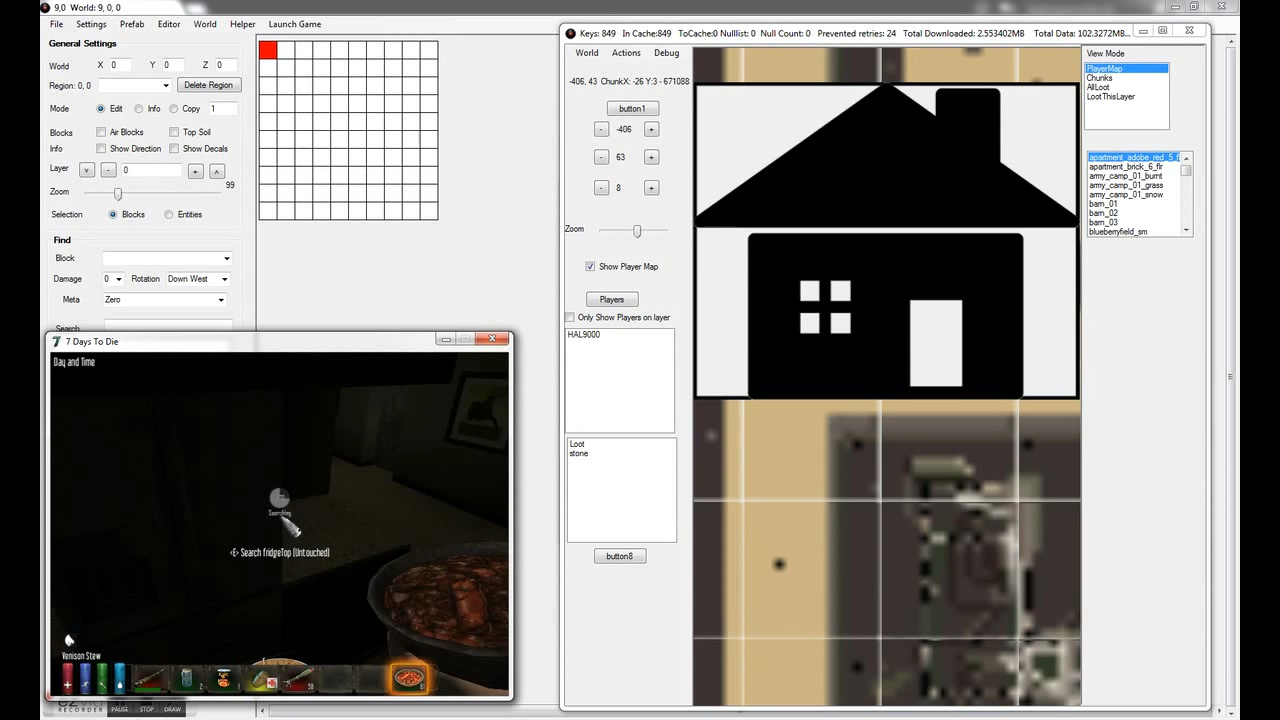 9,0 World: 9, 0, 0
File Settings Prefab Editor World Helper Launch Game
General Settings
World X 0 Y 0 Z 0
Region: 0, 0 Delete Region
Mode Edit Info Copy 1
Blocks Air Blocks Top Soil
Info Show Direction Show Decals
Layer v - 0 + ^
99
Zoom
Selection Blocks Entities
Find
Block
Damage 0 Rotation Down West
Meta Zero
Search
7 Days To Die
Day and Time
Searching
<E> Search fridgeTop (Untouched)
Venison Stew
RECORDER PAUSE STOP DRAW
Keys: 849 In Cache:849 ToCache:0 Nulllist: 0 Null Count: 0 Prevented retries: 24 Total Downloaded: 2.553402MB Total Data: 102.3272MB...
World Actions Debug
-406, 43 ChunkX: -26 Y:3 - 671088
button1
- -406 +
- 63 +
- 8 +
Zoom
Show Player Map
Players
Only Show Players on layer
HAL9000
Loot
stone
button8
View Mode
PlayerMap
Chunks
AllLoot
LootThisLayer
apartment_adobe_red_5_f
apartment_brick_6_flr
army_camp_01_burnt
army_camp_01_grass
army_camp_01_snow
barn_01
barn_02
barn_03
blueberryfield_sm